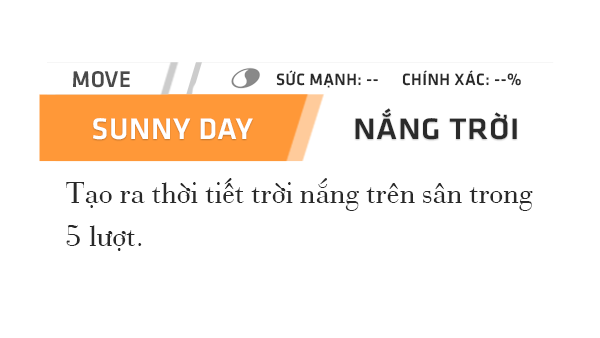 MOVE SỨC MẠNH: -- CHÍNH XÁC: --%
SUNNY DAY NẮNG TRỜI
Tạo ra thời tiết trời nắng trên sân trong
5 lượt.